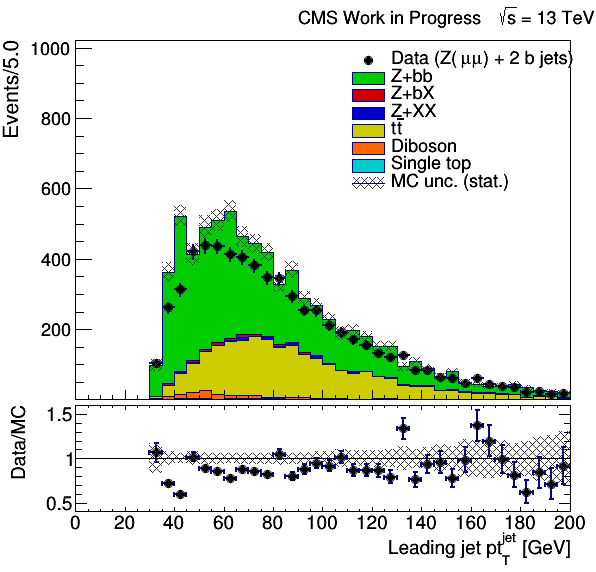 CMS Work in Progress √s = 13 TeV
Events/5.0
1000
800
600
400
200
Data (Z(μμ) + 2 b jets)
Z+bb
Z+bX
Z+XX
tt̄
Diboson
Single top
MC unc. (stat.)
Data/MC
1.5
1
0.5
0 20 40 60 80 100 120 140 160 180 200
Leading jet pt_T^jet [GeV]